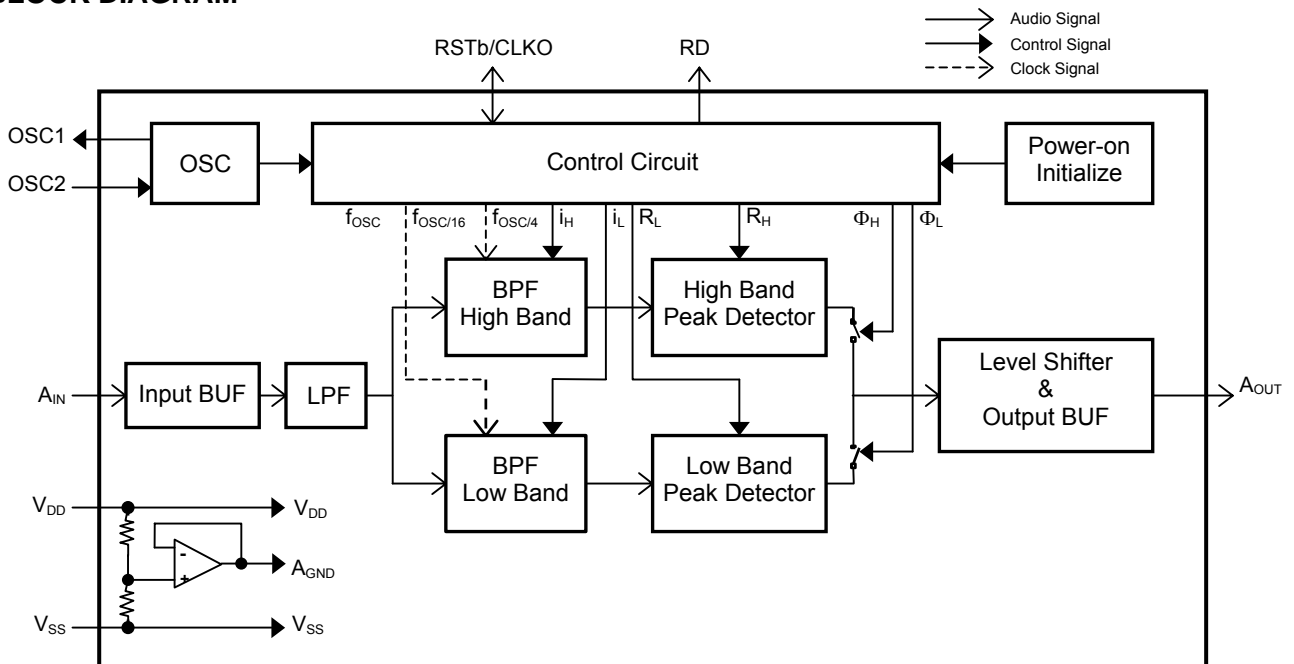 BLOCK DIAGRAM
Audio Signal
Control Signal
Clock Signal
RSTb/CLKO
RD
OSC1
OSC2
OSC
Control Circuit
Power-on
Initialize
fOSC
fOSC/16
fOSC/4
iH
iL
RL
RH
ΦH
ΦL
BPF
High Band
High Band
Peak Detector
AIN
Input BUF
LPF
Level Shifter
&
Output BUF
AOUT
BPF
Low Band
Low Band
Peak Detector
VDD
VDD
-
+
AGND
VSS
VSS